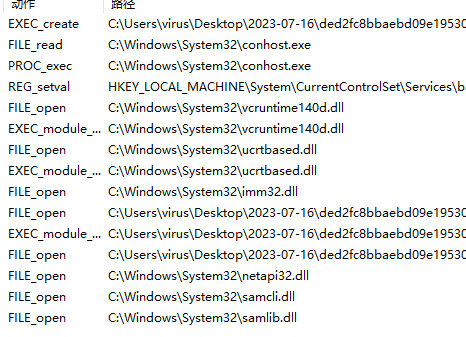 动作 路径
EXEC_create C:\Users\virus\Desktop\2023-07-16\ded2fc8bbaebd09e19530
FILE_read C:\Windows\System32\conhost.exe
PROC_exec C:\Windows\System32\conhost.exe
REG_setval HKEY_LOCAL_MACHINE\System\CurrentControlSet\Services\b
FILE_open C:\Windows\System32\vcruntime140d.dll
EXEC_module_... C:\Windows\System32\vcruntime140d.dll
FILE_open C:\Windows\System32\ucrtbased.dll
EXEC_module_... C:\Windows\System32\ucrtbased.dll
FILE_open C:\Windows\System32\imm32.dll
FILE_open C:\Users\virus\Desktop\2023-07-16\ded2fc8bbaebd09e19530
EXEC_module_... C:\Users\virus\Desktop\2023-07-16\ded2fc8bbaebd09e19530
FILE_open C:\Users\virus\Desktop\2023-07-16\ded2fc8bbaebd09e19530
FILE_open C:\Windows\System32\netapi32.dll
FILE_open C:\Windows\System32\samcli.dll
FILE_open C:\Windows\System32\samlib.dll